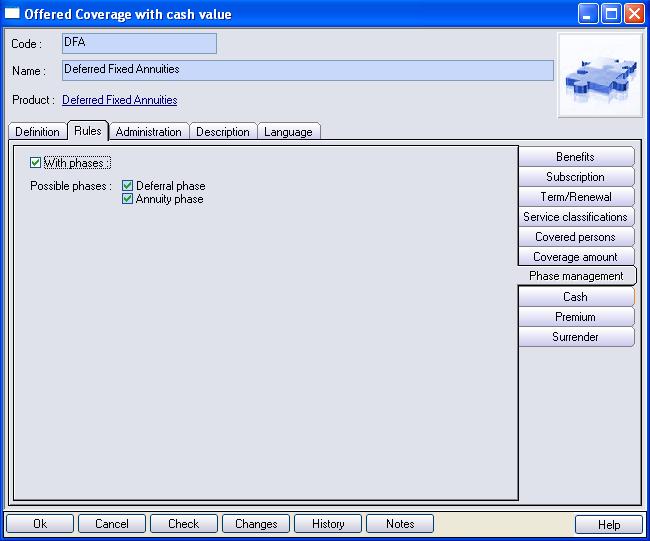 Offered Coverage with cash value
Code : DFA
Name : Deferred Fixed Annuities
Product : Deferred Fixed Annuities
Definition Rules Administration Description Language
With phases :
Possible phases : Deferral phase
Annuity phase
Benefits
Subscription
Term/Renewal
Service classifications
Covered persons
Coverage amount
Phase management
Cash
Premium
Surrender
Ok Cancel Check Changes History Notes Help